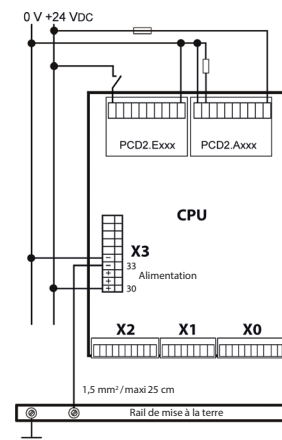 0 V +24 VDC
PCD2.Exxx PCD2.Axxx
CPU
X3
− 33
− Alimentation
+
+ 30
X2 X1 X0
1,5 mm²/maxi 25 cm
Rail de mise à la terre